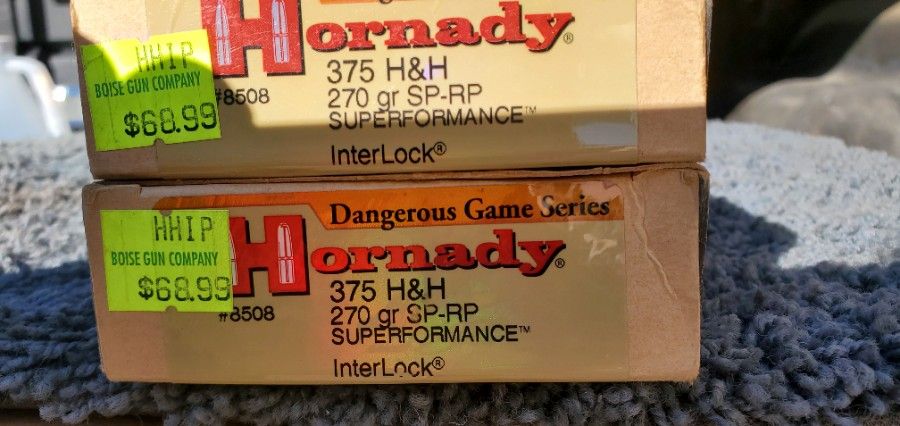 HHIP
BOISE GUN COMPANY
$68.99
Hornady®
#8508
375 H&H
270 gr SP-RP
SUPERFORMANCE™
InterLock®
HHIP
BOISE GUN COMPANY
$68.99
Dangerous Game Series
Hornady®
#8508
375 H&H
270 gr SP-RP
SUPERFORMANCE™
InterLock®